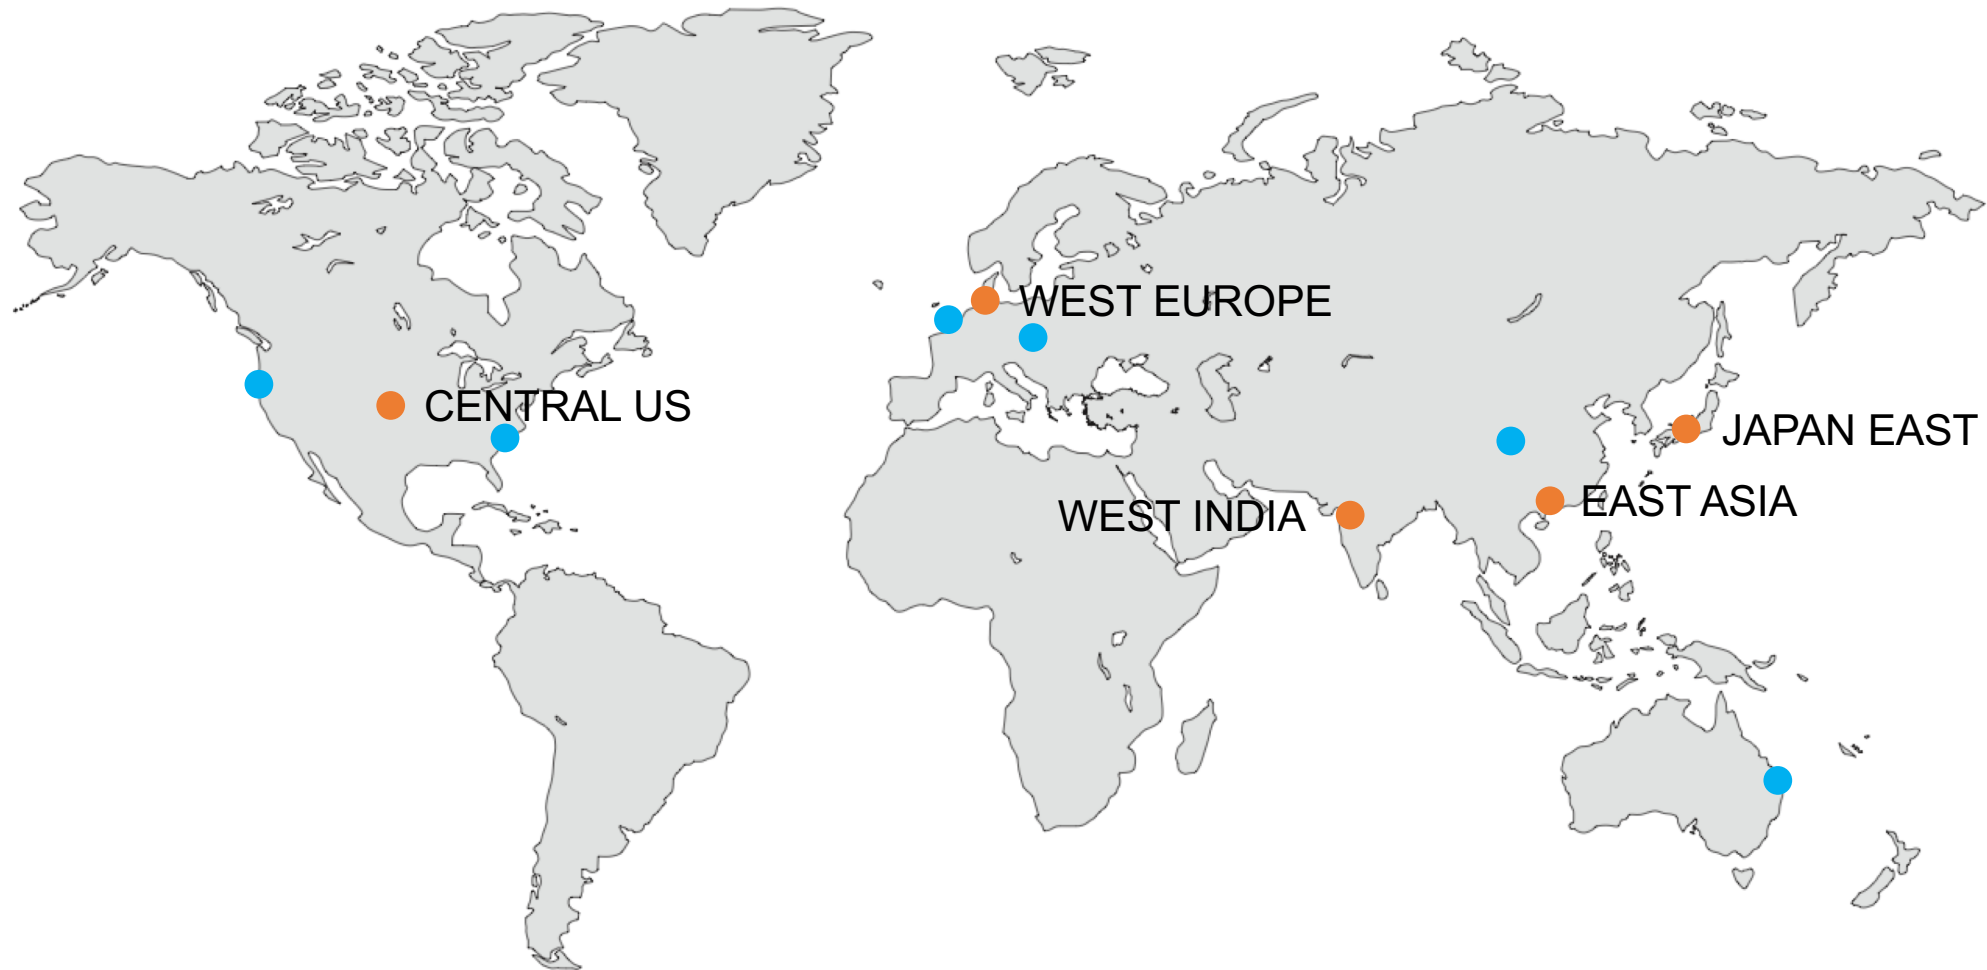 WEST EUROPE
CENTRAL US
JAPAN EAST
EAST ASIA
WEST INDIA